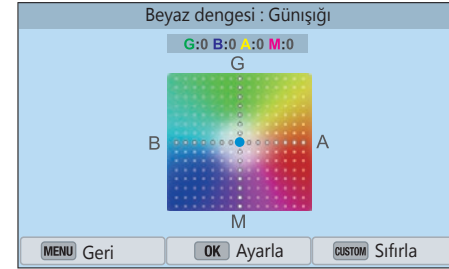 Beyaz dengesi : Günışığı
G:0 B:0 A:0 M:0
G
B A
M
MENU Geri OK Ayarla CUSTOM Sıfırla